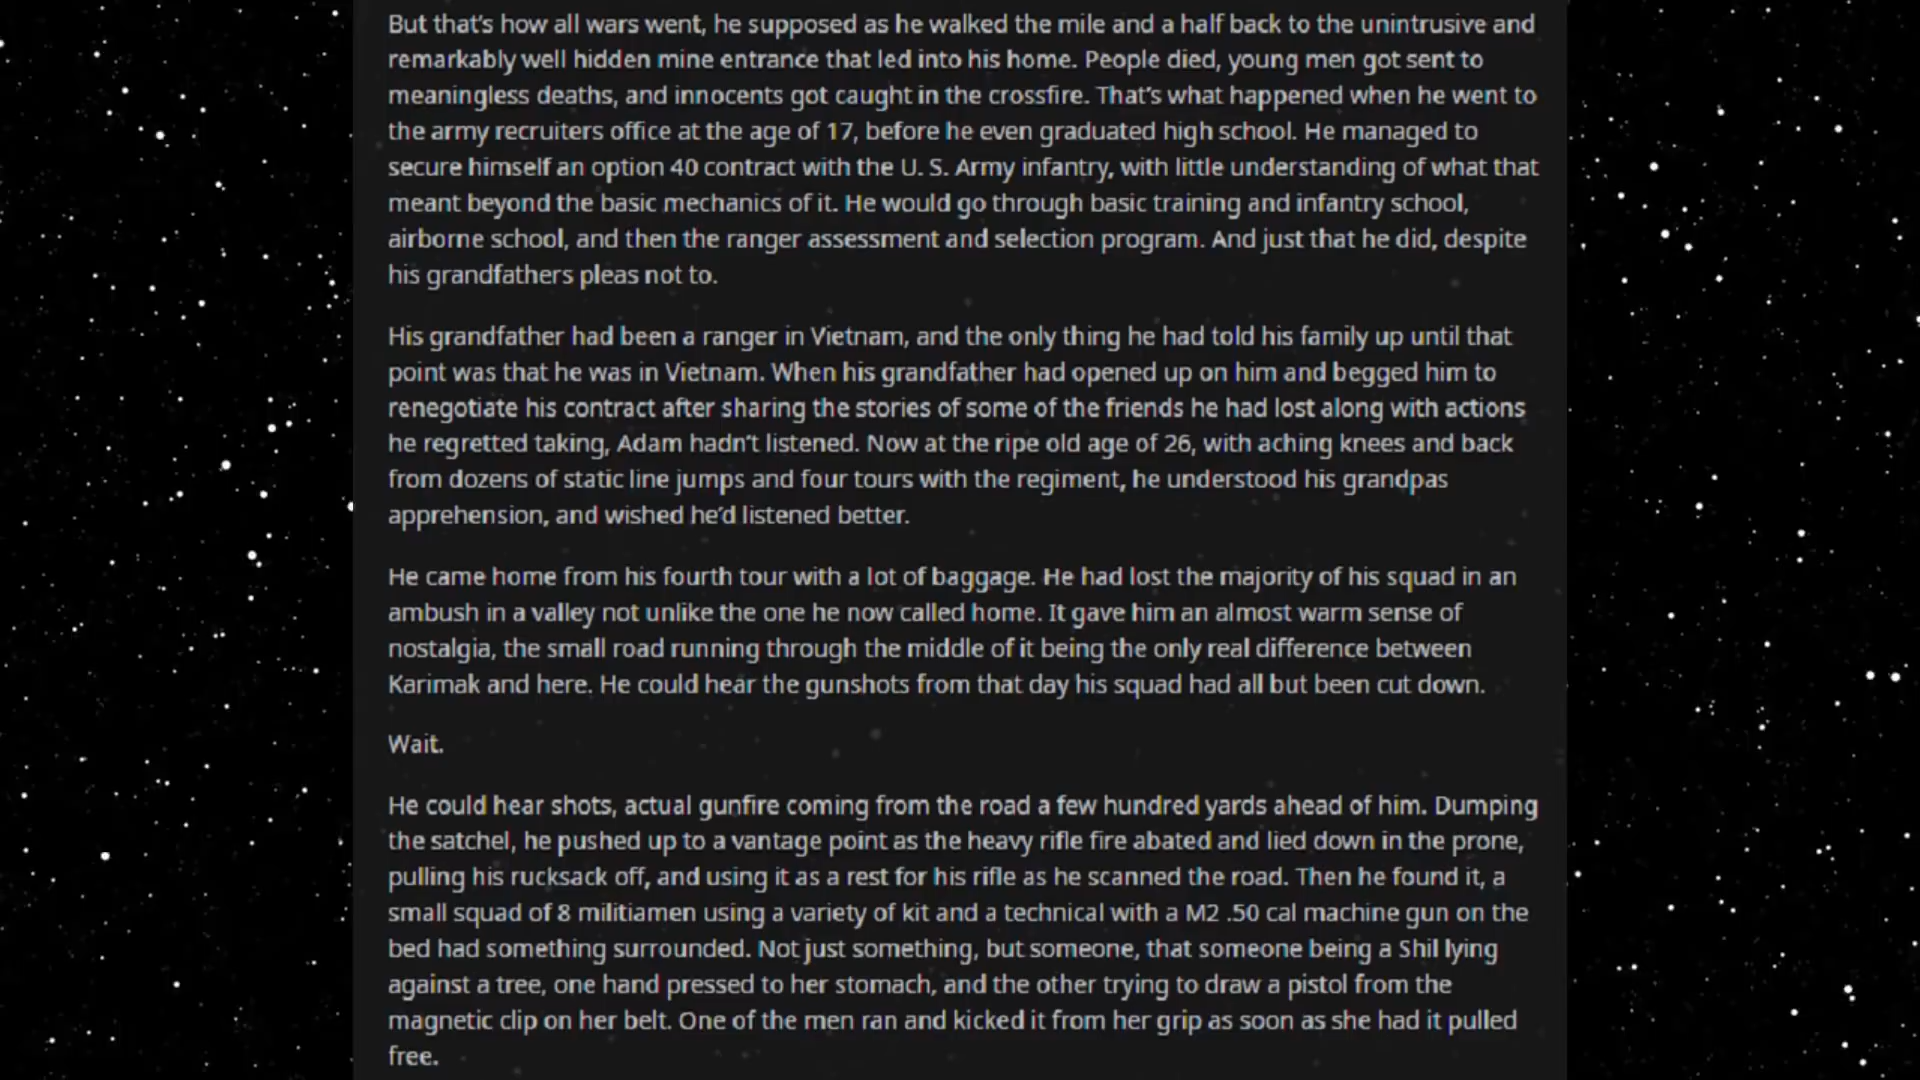 But that’s how all wars went, he supposed as he walked the mile and a half back to the unintrusive and
remarkably well hidden mine entrance that led into his home. People died, young men got sent to
meaningless deaths, and innocents got caught in the crossfire. That’s what happened when he went to
the army recruiters office at the age of 17, before he even graduated high school. He managed to
secure himself an option 40 contract with the U. S. Army infantry, with little understanding of what that
meant beyond the basic mechanics of it. He would go through basic training and infantry school,
airborne school, and then the ranger assessment and selection program. And just that he did, despite
his grandfathers pleas not to.
His grandfather had been a ranger in Vietnam, and the only thing he had told his family up until that
point was that he was in Vietnam. When his grandfather had opened up on him and begged him to
renegotiate his contract after sharing the stories of some of the friends he had lost along with actions
he regretted taking, Adam hadn’t listened. Now at the ripe old age of 26, with aching knees and back
from dozens of static line jumps and four tours with the regiment, he understood his grandpas
apprehension, and wished he’d listened better.
He came home from his fourth tour with a lot of baggage. He had lost the majority of his squad in an
ambush in a valley not unlike the one he now called home. It gave him an almost warm sense of
nostalgia, the small road running through the middle of it being the only real difference between
Karimak and here. He could hear the gunshots from that day his squad had all but been cut down.
Wait.
He could hear shots, actual gunfire coming from the road a few hundred yards ahead of him. Dumping
the satchel, he pushed up to a vantage point as the heavy rifle fire abated and lied down in the prone,
pulling his rucksack off, and using it as a rest for his rifle as he scanned the road. Then he found it, a
small squad of 8 militiamen using a variety of kit and a technical with a M2 .50 cal machine gun on the
bed had something surrounded. Not just something, but someone, that someone being a Shil lying
against a tree, one hand pressed to her stomach, and the other trying to draw a pistol from the
magnetic clip on her belt. One of the men ran and kicked it from her grip as soon as she had it pulled
free.